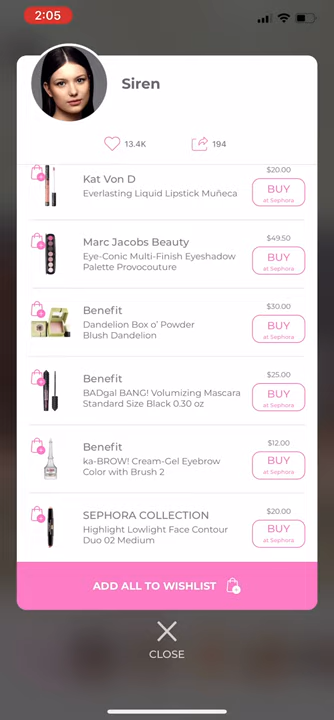 2:05
Siren
13.4K
194
Kat Von D
Everlasting Liquid Lipstick Muñeca
$20.00
BUY
at Sephora
Marc Jacobs Beauty
Eye-Conic Multi-Finish Eyeshadow
Palette Provocouture
$49.50
BUY
at Sephora
Benefit
Dandelion Box o' Powder
Blush Dandelion
$30.00
BUY
at Sephora
Benefit
BADgal BANG! Volumizing Mascara
Standard Size Black 0.30 oz
$25.00
BUY
at Sephora
Benefit
ka-BROW! Cream-Gel Eyebrow
Color with Brush 2
$12.00
BUY
at Sephora
SEPHORA COLLECTION
Highlight Lowlight Face Contour
Duo 02 Medium
$20.00
BUY
at Sephora
ADD ALL TO WISHLIST
CLOSE